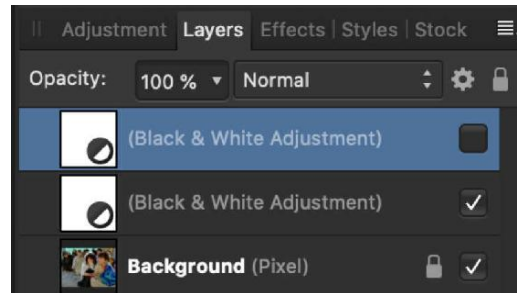 Adjustment Layers Effects | Styles | Stock
Opacity: 100 % Normal
(Black & White Adjustment)
(Black & White Adjustment)
Background (Pixel)